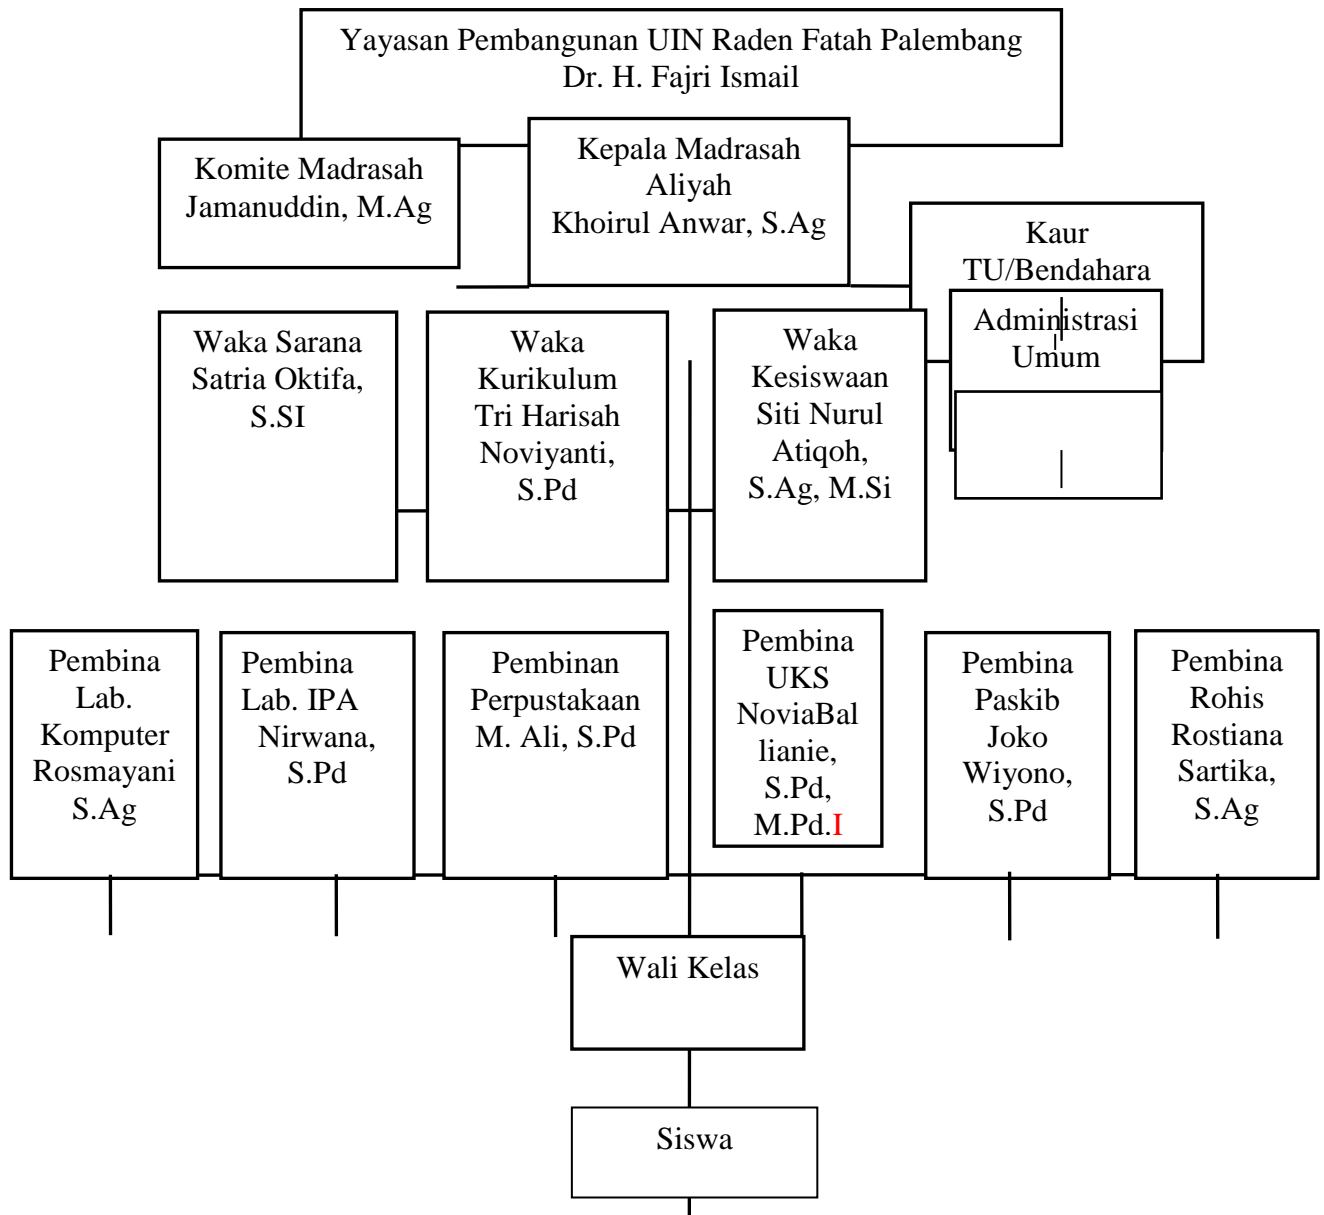 Yayasan Pembangunan UIN Raden Fatah Palembang
Dr. H. Fajri Ismail
Komite Madrasah
Jamanuddin, M.Ag
Kepala Madrasah
Aliyah
Khoirul Anwar, S.Ag
Kaur
TU/Bendahara
Administrasi
Umum
Waka Sarana
Satria Oktifa,
S.SI
Waka
Kurikulum
Tri Harisah
Noviyanti,
S.Pd
Waka
Kesiswaan
Siti Nurul
Atiqoh,
S.Ag, M.Si
Pembina
Lab.
Komputer
Rosmayani
S.Ag
Pembina
Lab. IPA
Nirwana,
S.Pd
Pembinan
Perpustakaan
M. Ali, S.Pd
Pembina
UKS
NoviaBal
lianie,
S.Pd,
M.Pd.I
Pembina
Paskib
Joko
Wiyono,
S.Pd
Pembina
Rohis
Rostiana
Sartika,
S.Ag
Wali Kelas
Siswa